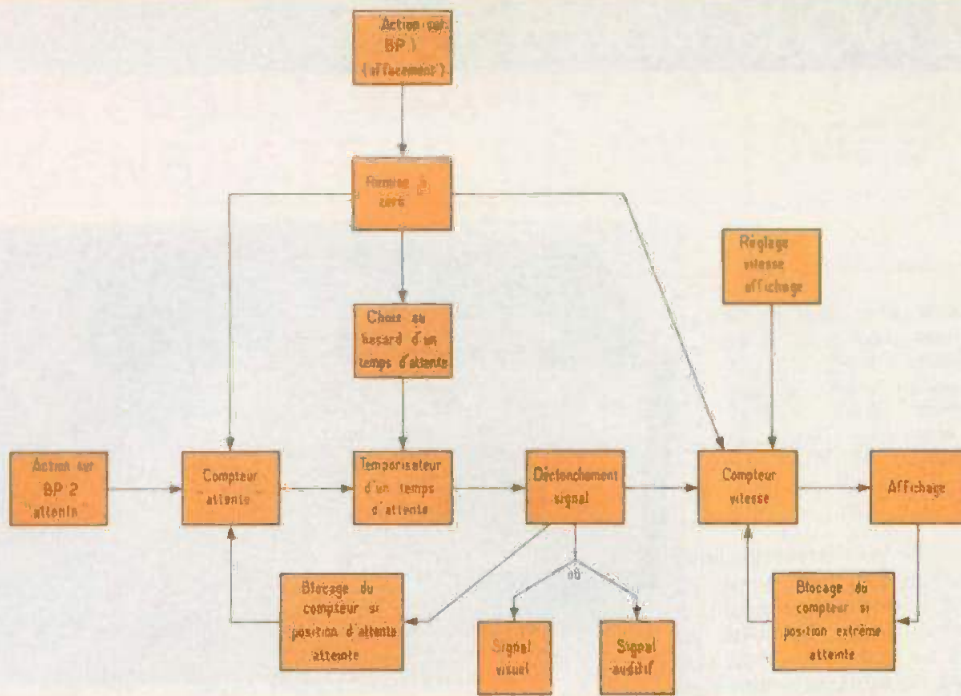 Action sur
BP 1
(effacement)
Remise à
zéro
Réglage
vitesse
affichage
Choix au
hasard d'un
temps d'attente
Action sur
BP 2
attente
Compteur
attente
Temporisateur
d'un temps
d'attente
Déclenchement
signal
Compteur
vitesse
Affichage
ou
Blocage du
compteur si
position d'attente
atteinte
Signal
visuel
Signal
auditif
Blocage du
compteur si
position extrême
atteinte